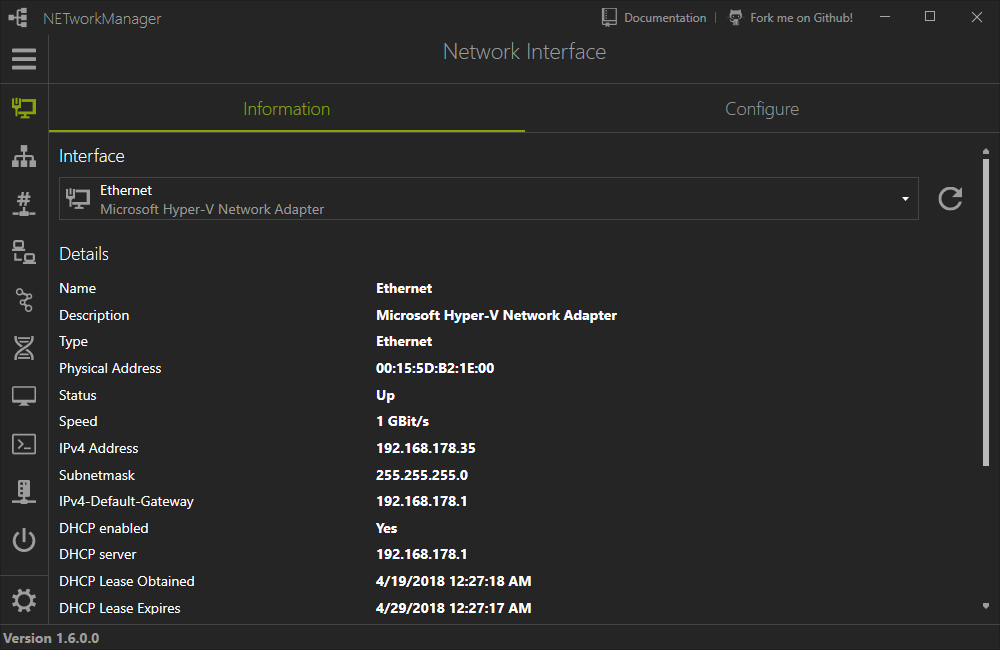 NETworkManager
Documentation | Fork me on Github!
Network Interface
Information Configure
Interface
Ethernet
Microsoft Hyper-V Network Adapter
Details
Name Ethernet
Description Microsoft Hyper-V Network Adapter
Type Ethernet
Physical Address 00:15:5D:B2:1E:00
Status Up
Speed 1 GBit/s
IPv4 Address 192.168.178.35
Subnetmask 255.255.255.0
IPv4-Default-Gateway 192.168.178.1
DHCP enabled Yes
DHCP server 192.168.178.1
DHCP Lease Obtained 4/19/2018 12:27:18 AM
DHCP Lease Expires 4/29/2018 12:27:17 AM
Version 1.6.0.0